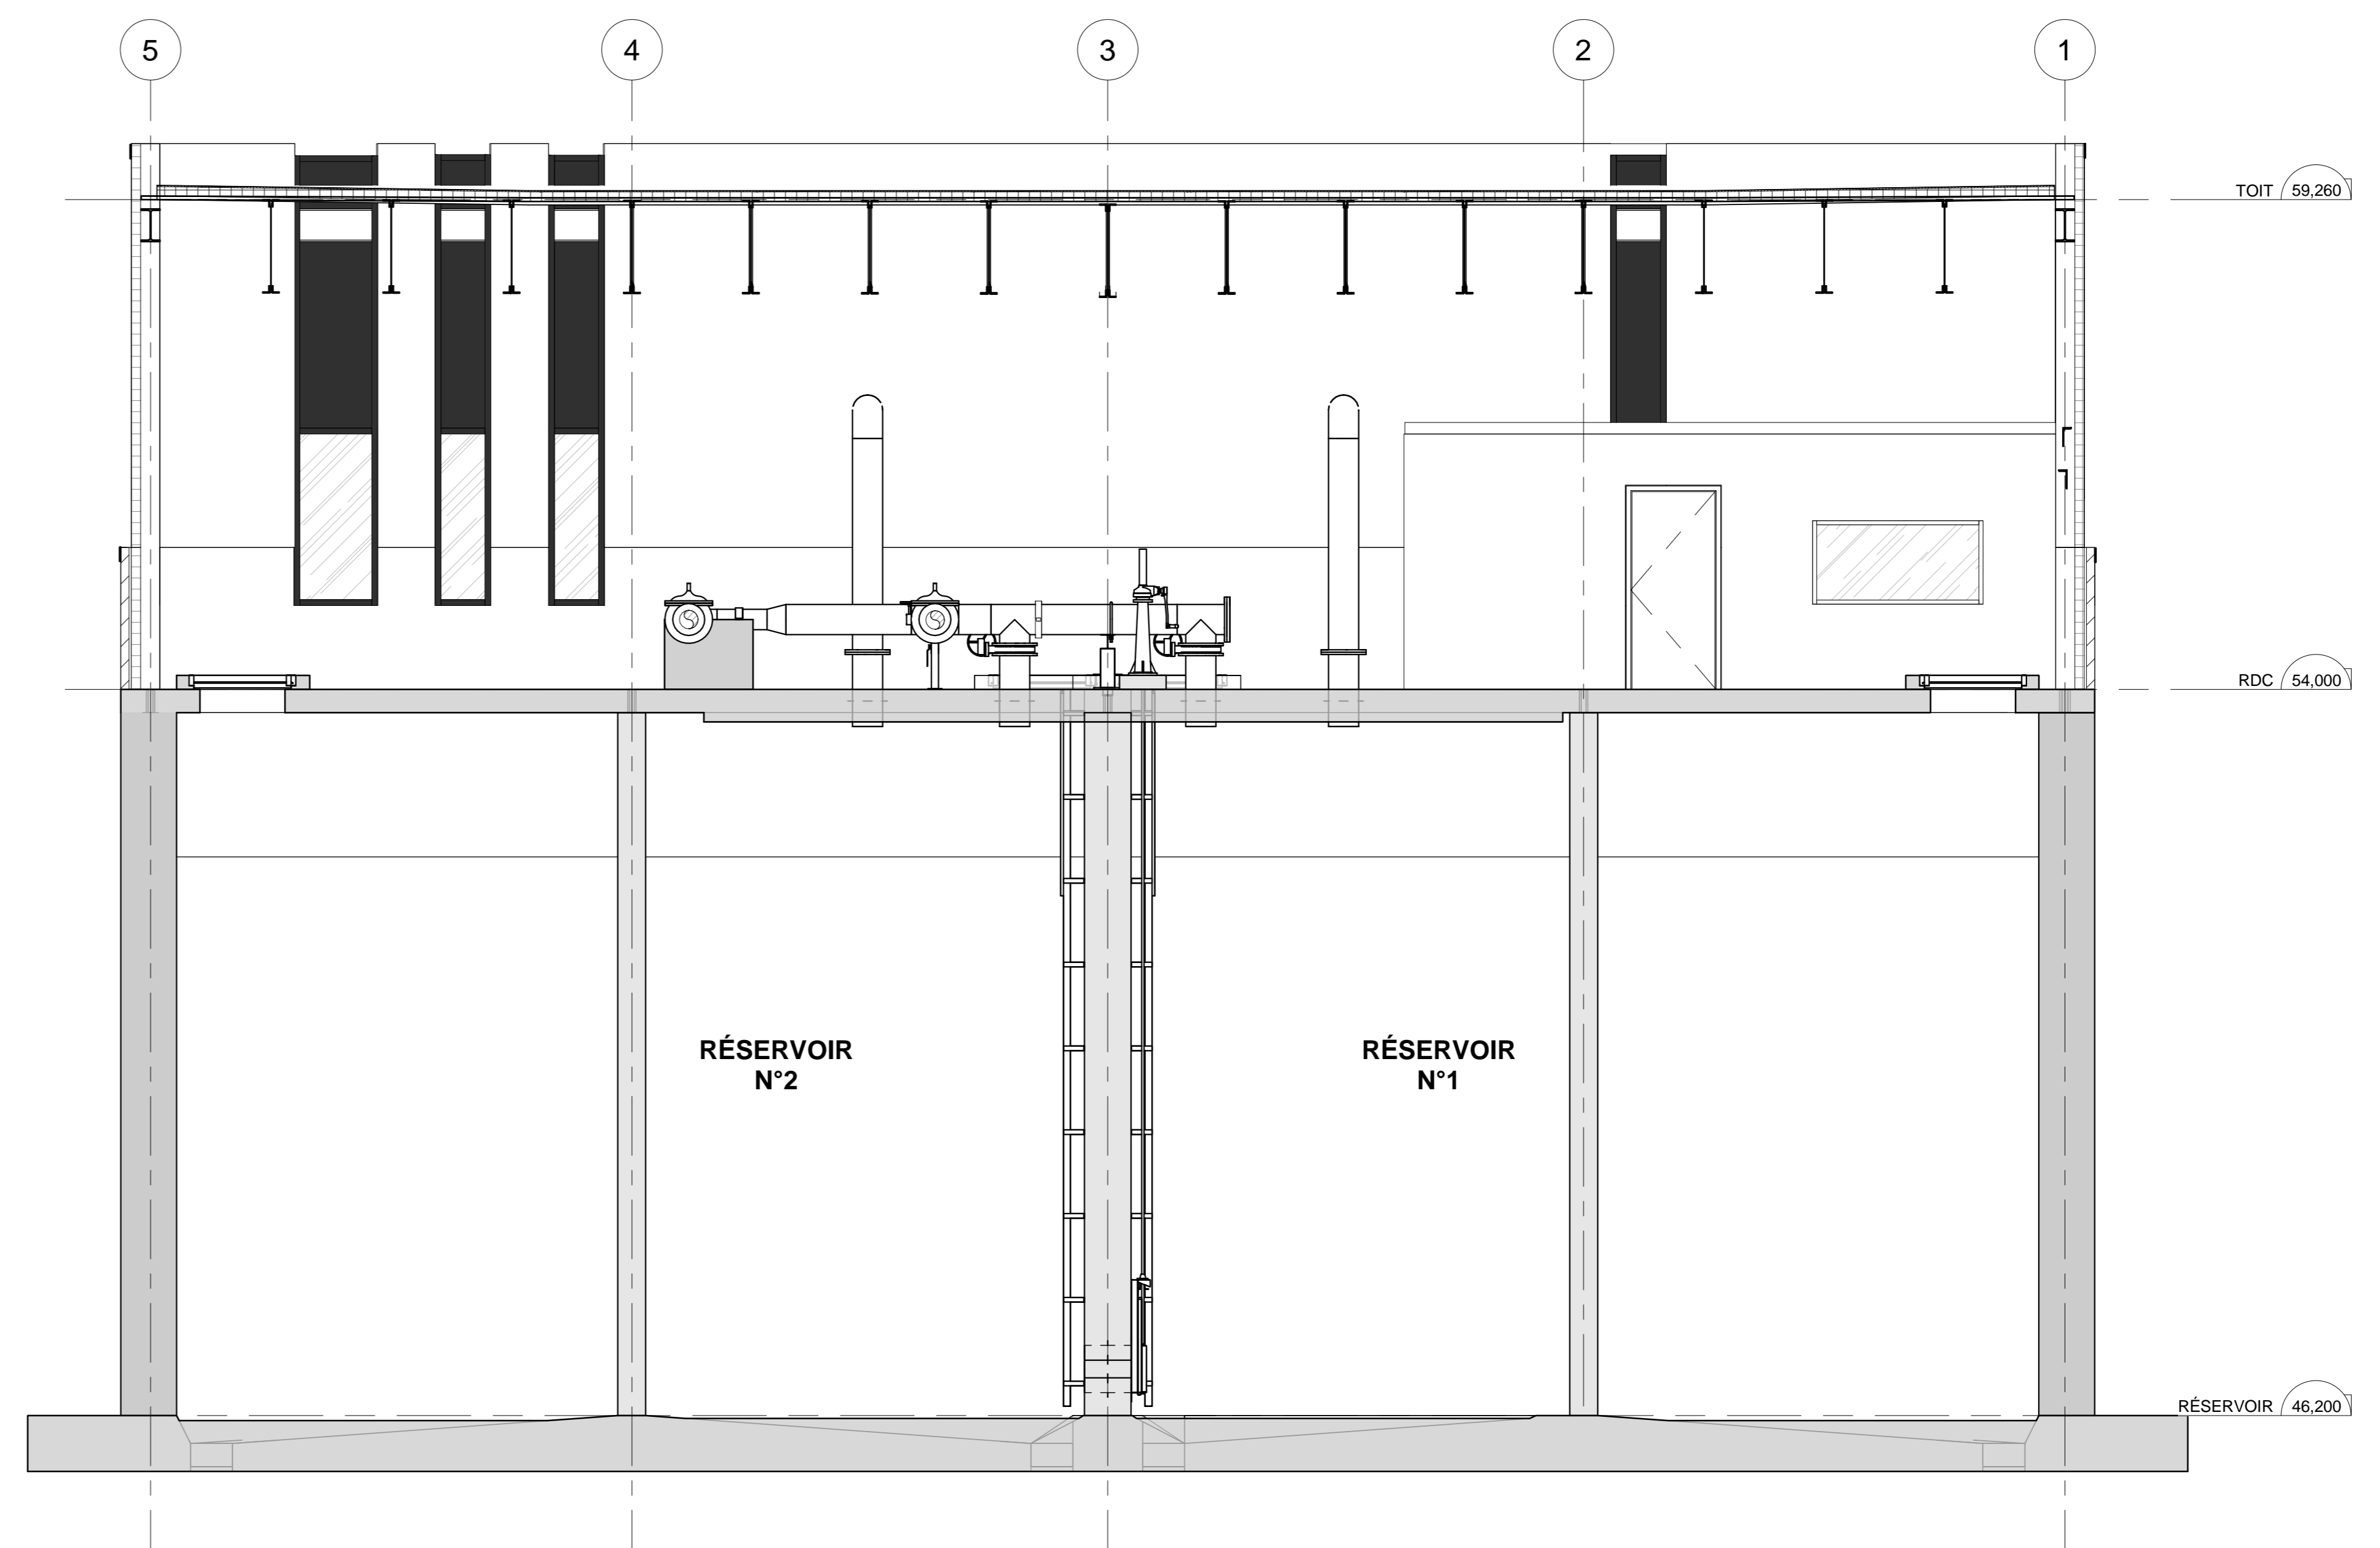 5 4 3 2 1
TOIT 59,260
RDC 54,000
RÉSERVOIR
N°2
RÉSERVOIR
N°1
RÉSERVOIR 46,200